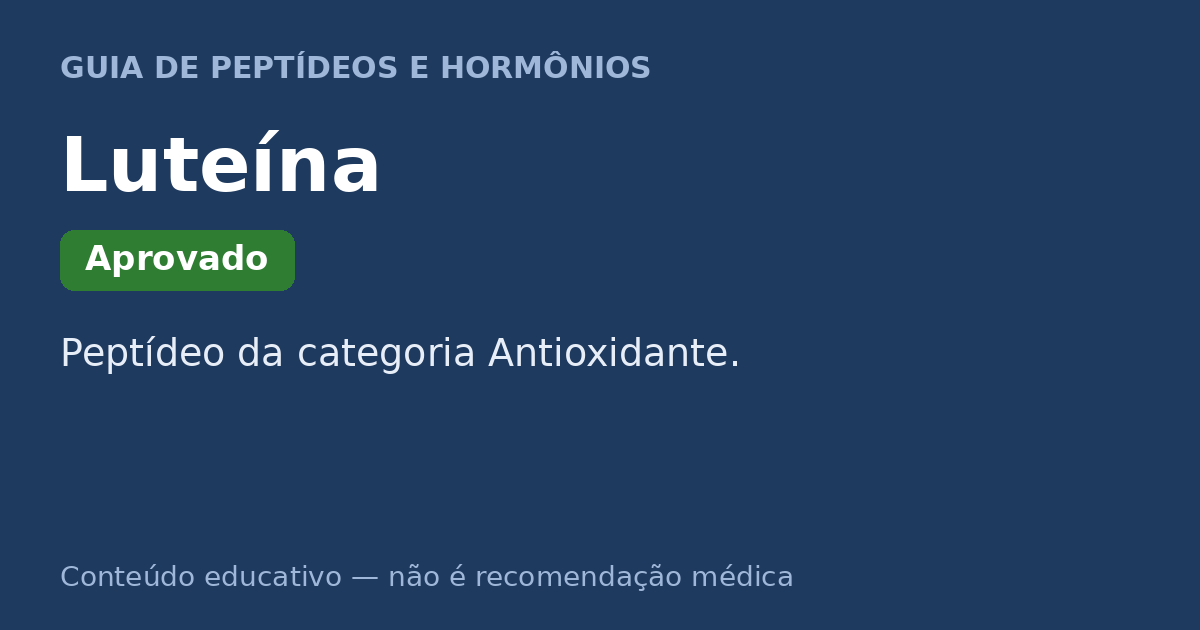 GUIA DE PEPTÍDEOS E HORMÔNIOS
Luteína
Aprovado
Peptídeo da categoria Antioxidante.
Conteúdo educativo — não é recomendação médica